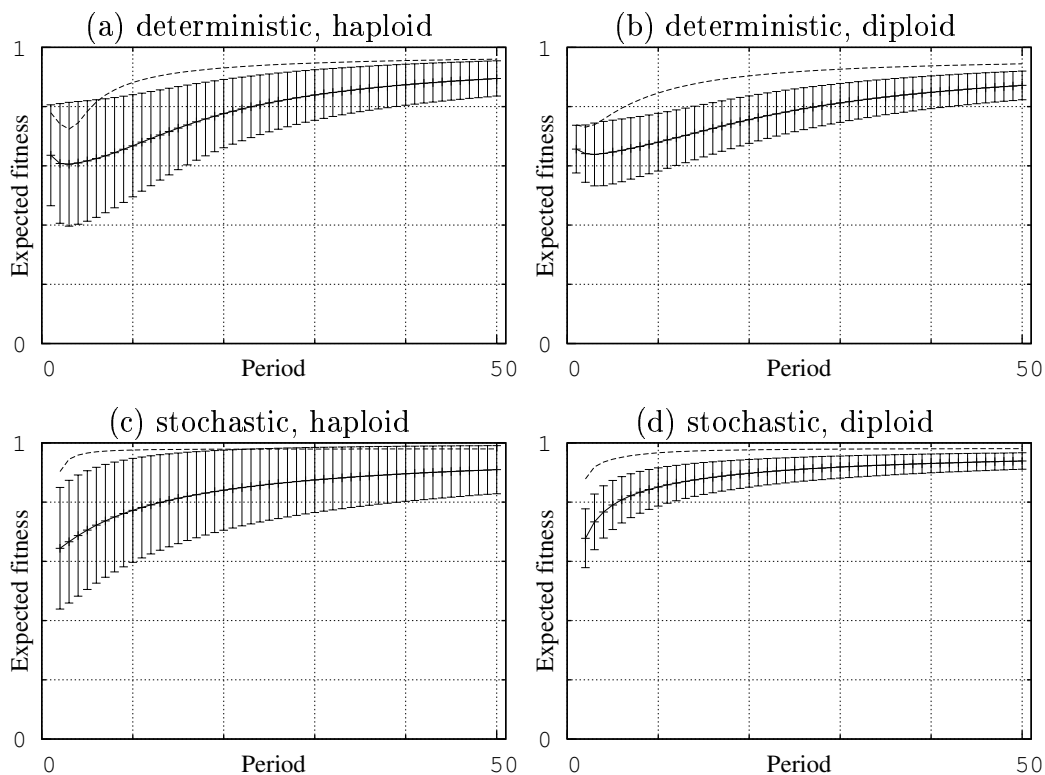 (a) deterministic, haploid
1
Expected fitness
0
0
Period
50
(b) deterministic, diploid
1
Expected fitness
0
0
Period
50
(c) stochastic, haploid
1
Expected fitness
0
0
Period
50
(d) stochastic, diploid
1
Expected fitness
0
0
Period
50